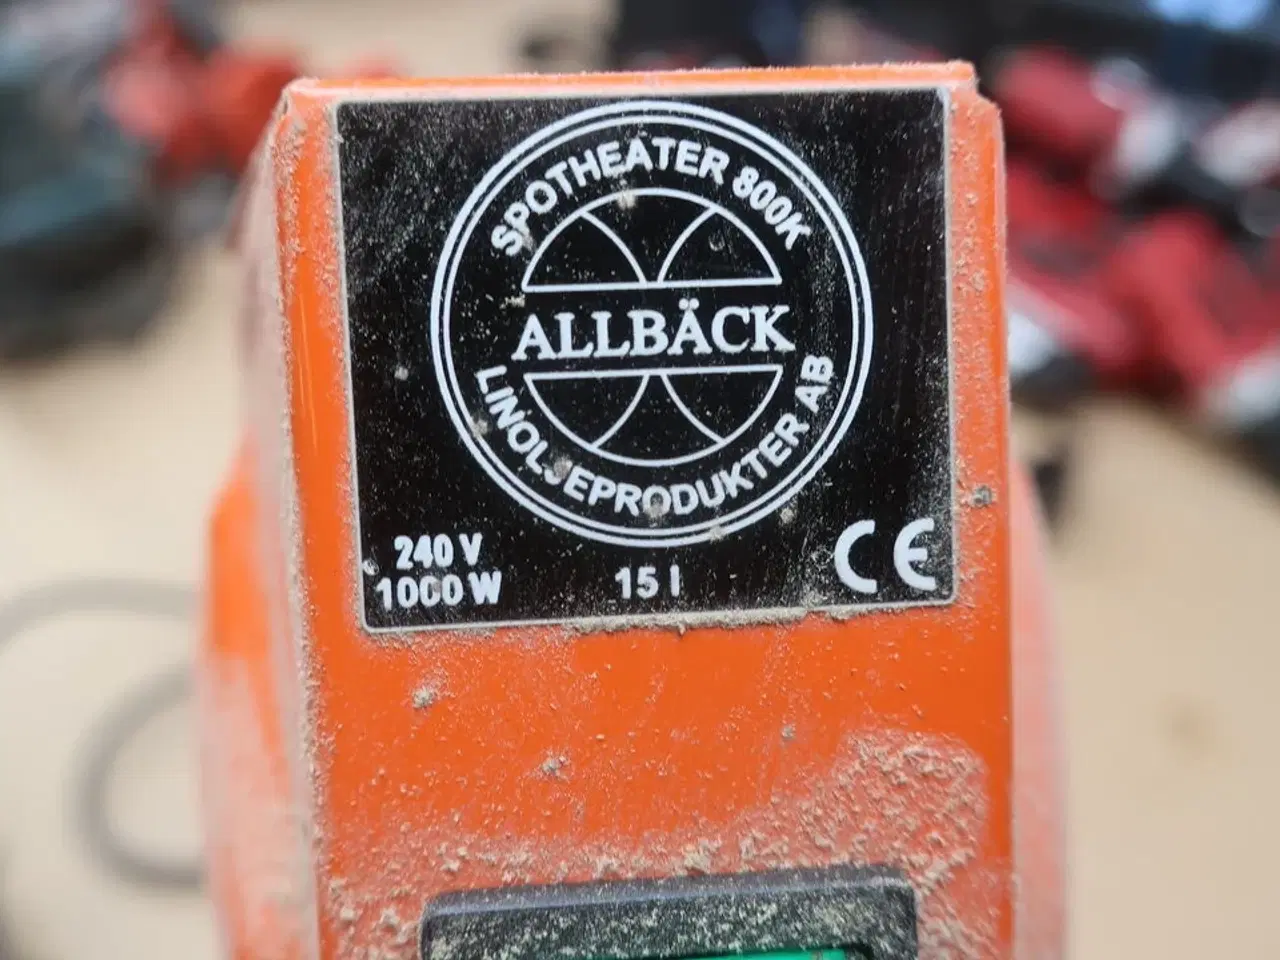 SPOTHEATER 800K
ALLBÄCK
LINOLJEPRODUKTER AB
240 V
1000 W
15 l
CE